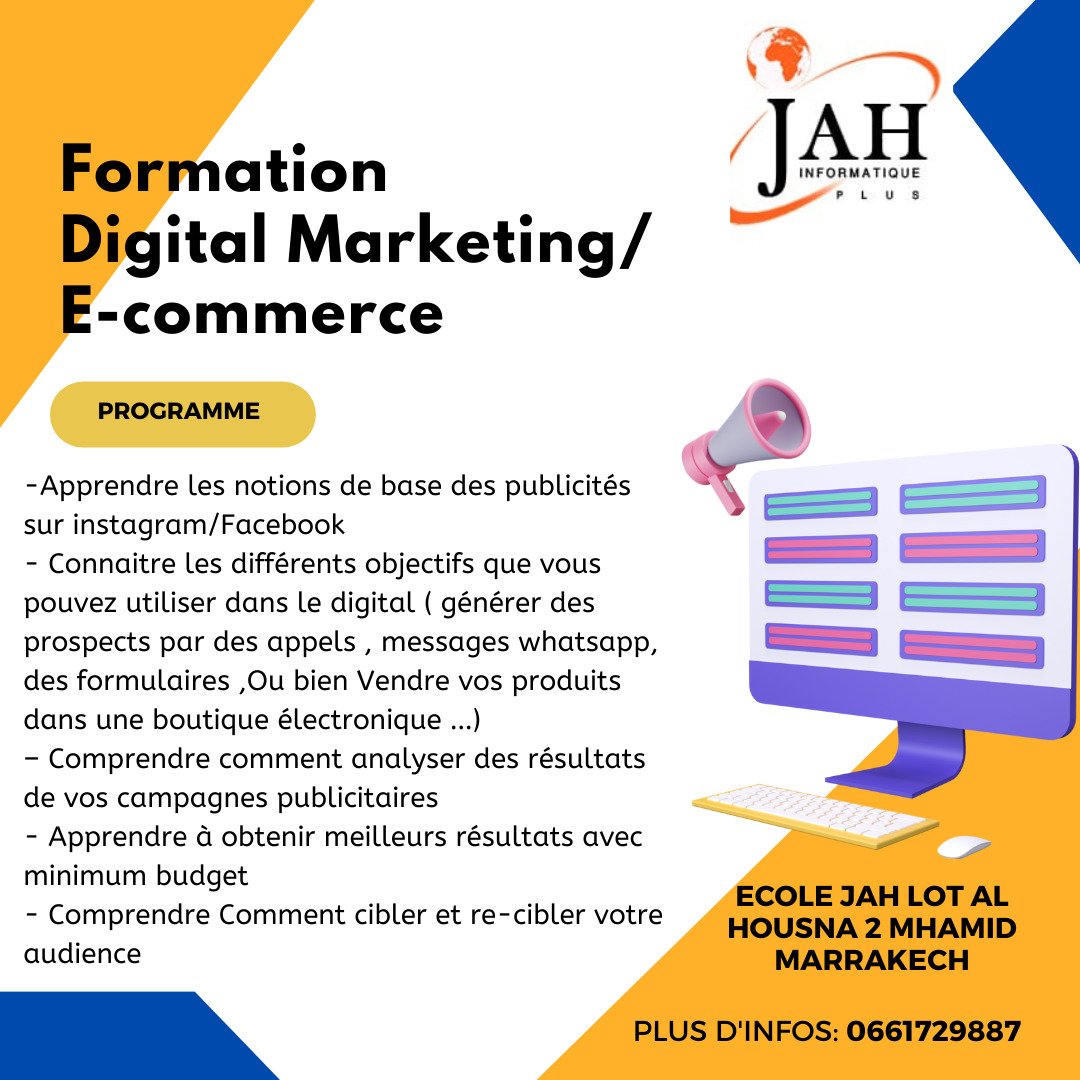 JAH
INFORMATIQUE
PLUS
Formation
Digital Marketing/
E-commerce
PROGRAMME
-Apprendre les notions de base des publicités
sur instagram/Facebook
- Connaitre les différents objectifs que vous
pouvez utiliser dans le digital ( générer des
prospects par des appels , messages whatsapp,
des formulaires ,Ou bien Vendre vos produits
dans une boutique électronique ...)
– Comprendre comment analyser des résultats
de vos campagnes publicitaires
- Apprendre à obtenir meilleurs résultats avec
minimum budget
- Comprendre Comment cibler et re-cibler votre
audience
ECOLE JAH LOT AL
HOUSNA 2 MHAMID
MARRAKECH
PLUS D'INFOS: 0661729887